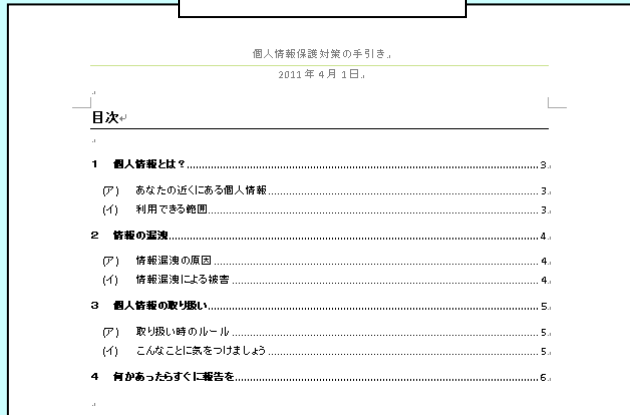 個人情報保護対策の手引き
2011年4月1日
目次
1 個人情報とは？ 3
(ア) あなたの近くにある個人情報 3
(イ) 利用できる範囲 3
2 情報の漏洩 4
(ア) 情報漏洩の原因 4
(イ) 情報漏洩による被害 4
3 個人情報の取り扱い 5
(ア) 取り扱い時のルール 5
(イ) こんなことに気をつけましょう 5
4 何かあったらすぐに報告を 6